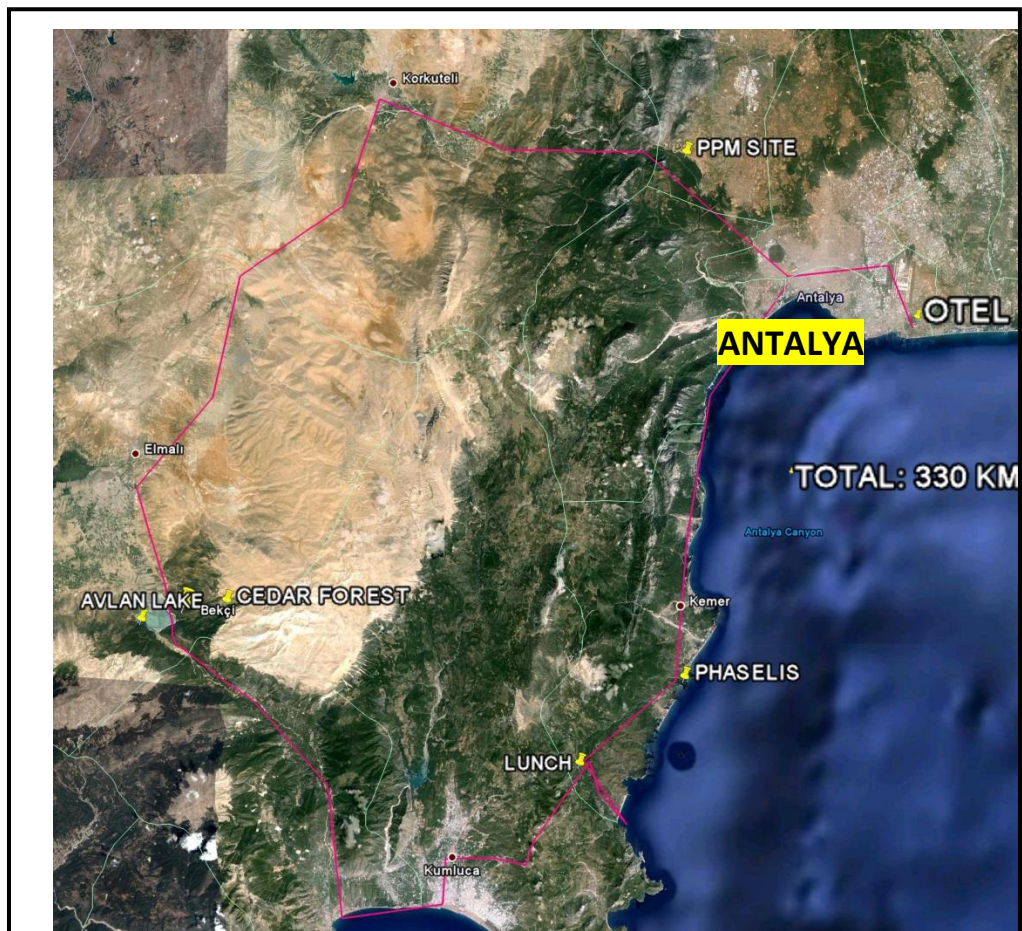 Korkuteli
PPM SITE
Antalya
OTEL
ANTALYA
Elmalı
TOTAL: 330 KM
Antalya Canyon
AVLAN LAKE
Bekçi
CEDAR FOREST
Kemer
PHASELIS
LUNCH
Kumluca